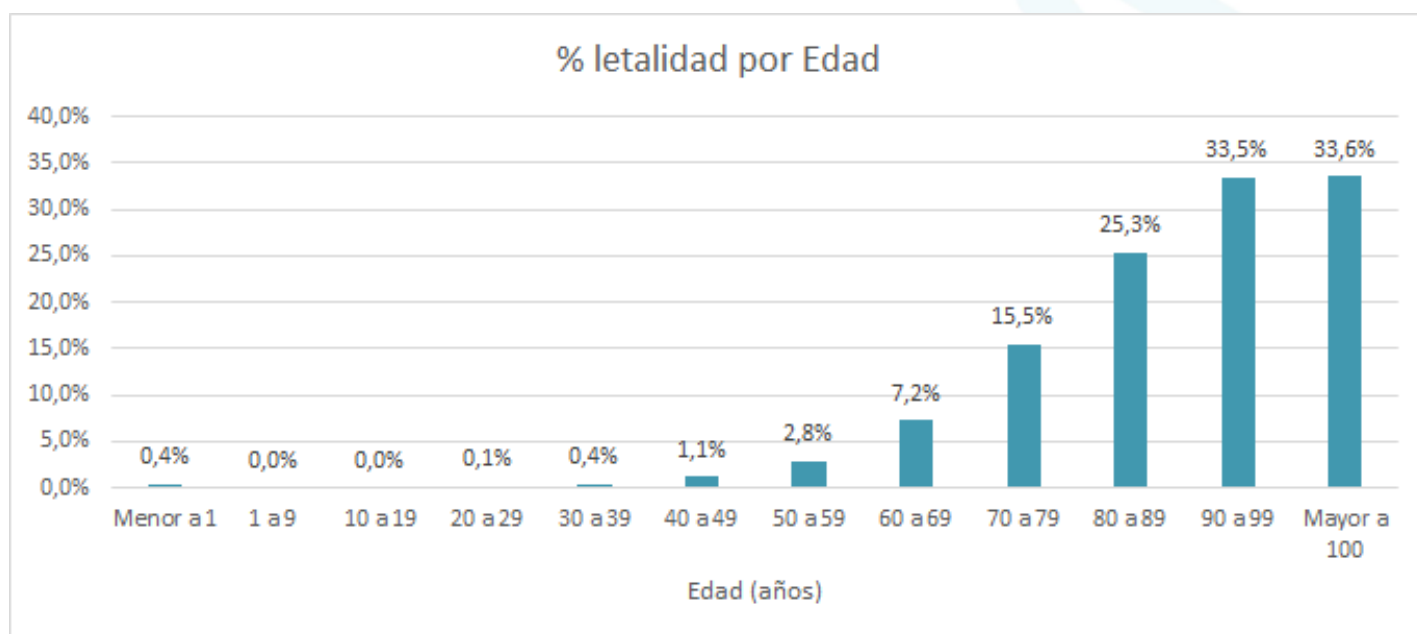 % letalidad por Edad
40,0%
35,0%
30,0%
25,0%
20,0%
15,0%
10,0%
5,0%
0,0%
0,4%
0,0%
0,0%
0,1%
0,4%
1,1%
2,8%
7,2%
15,5%
25,3%
33,5%
33,6%
Menor a 1
1 a 9
10 a 19
20 a 29
30 a 39
40 a 49
50 a 59
60 a 69
70 a 79
80 a 89
90 a 99
Mayor a
100
Edad (años)